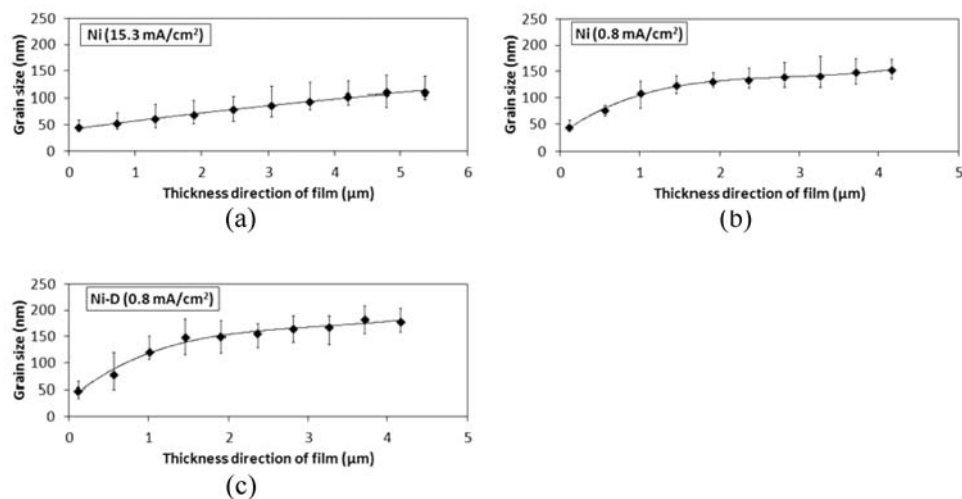 Ni (15.3 mA/cm²)
Grain size (nm)
250
200
150
100
50
0
0 1 2 3 4 5 6
Thickness direction of film (µm)
(a)
Ni (0.8 mA/cm²)
Grain size (nm)
250
200
150
100
50
0
0 1 2 3 4 5
Thickness direction of film (µm)
(b)
Ni-D (0.8 mA/cm²)
Grain size (nm)
250
200
150
100
50
0
0 1 2 3 4 5
Thickness direction of film (µm)
(c)